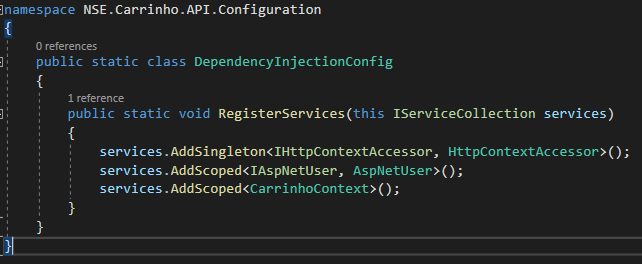 namespace NSE.Carrinho.API.Configuration
{
0 references
public static class DependencyInjectionConfig
{
1 reference
public static void RegisterServices(this IServiceCollection services)
{
services.AddSingleton<IHttpContextAccessor, HttpContextAccessor>();
services.AddScoped<IAspNetUser, AspNetUser>();
services.AddScoped<CarrinhoContext>();
}
}
}